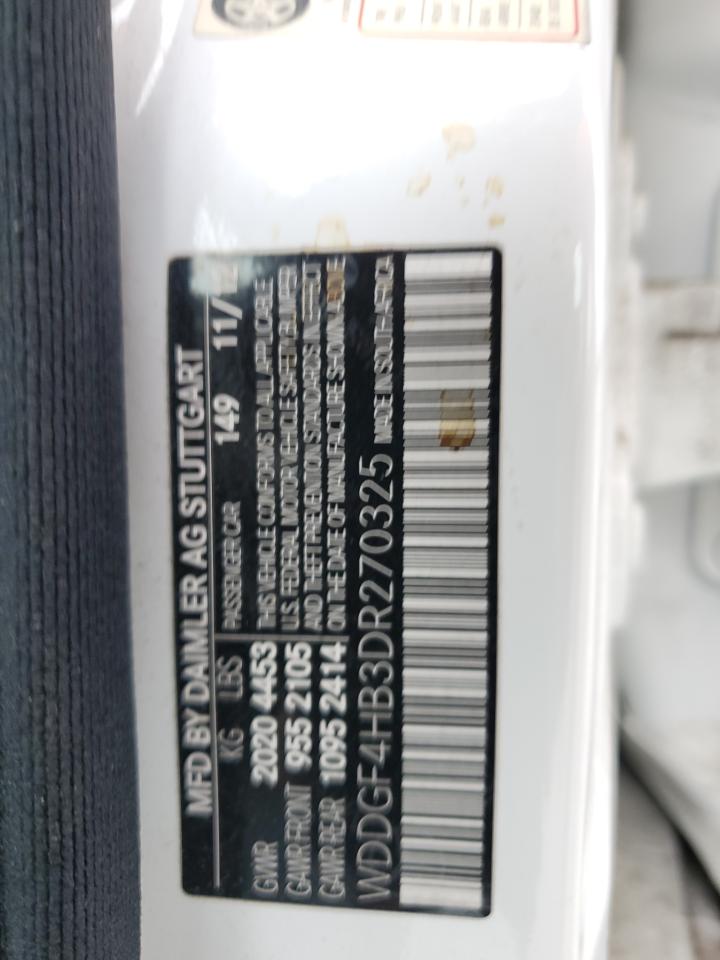 MFD BY DAIMLER AG STUTTGART
KG LBS PASSENGER CAR 149 11/12
GVWR 2020 4453 THIS VEHICLE CONFORMS TO ALL APPLICABLE
GAWR FRONT 955 2105 U.S. FEDERAL MOTOR VEHICLE SAFETY BUMPER
GAWR REAR 1095 2414 AND THEFT PREVENTION STANDARDS IN EFFECT
ON THE DATE OF MANUFACTURE SHOWN ABOVE
WDDGF4HB3DR270325 MADE IN SOUTH AFRICA